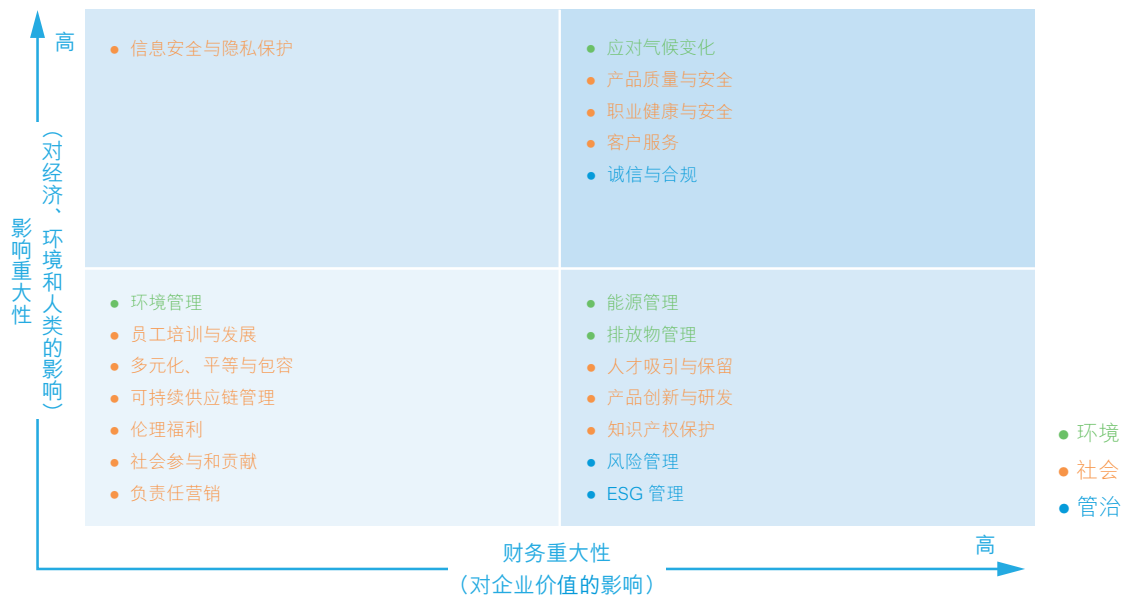 高
影响重大性
（对经济、环境和人类的影响）
信息安全与隐私保护
应对气候变化
产品质量与安全
职业健康与安全
客户服务
诚信与合规
环境管理
员工培训与发展
多元化、平等与包容
可持续供应链管理
伦理福利
社会参与和贡献
负责任营销
能源管理
排放物管理
人才吸引与保留
产品创新与研发
知识产权保护
风险管理
ESG 管理
环境
社会
管治
高
财务重大性
（对企业价值的影响）